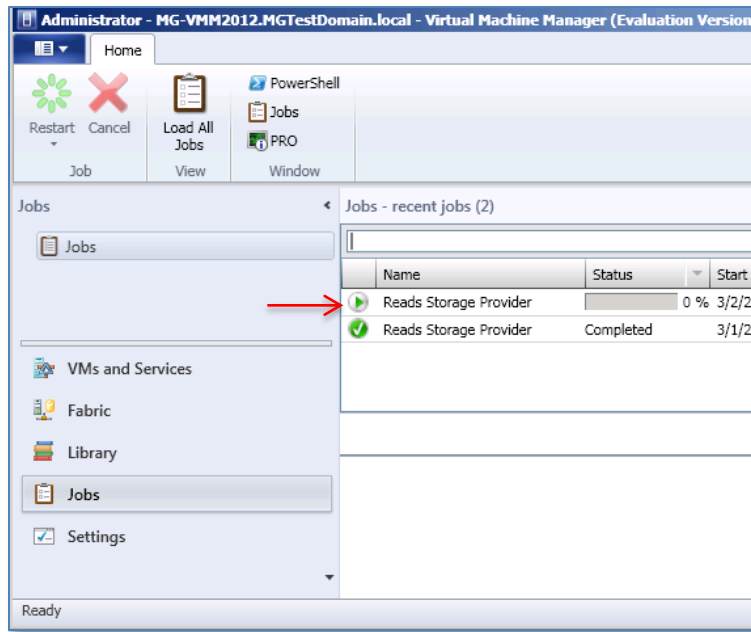 Administrator - MG-VMM2012.MGTestDomain.local - Virtual Machine Manager (Evaluation Version
Home
Restart
Cancel
Load All
Jobs
PowerShell
Jobs
PRO
Job
View
Window
Jobs
Jobs - recent jobs (2)
Jobs
Name Status Start
Reads Storage Provider 0 % 3/2/2
Reads Storage Provider Completed 3/1/2
VMs and Services
Fabric
Library
Jobs
Settings
Ready